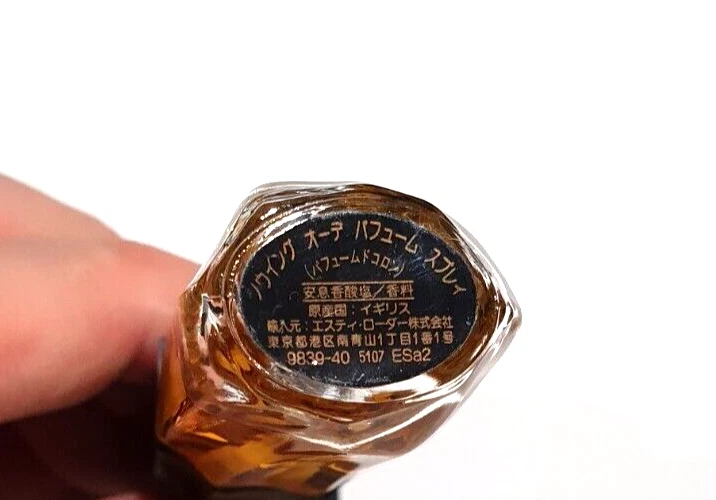 ノウイング オーデ パフューム スプレィ
(パフュームドコロン)
安息香酸塩/香料
原産国：イギリス
輸入元：エスティ・ローダー株式会社
東京都港区南青山1丁目1番1号
9839-40 5107 ESa2